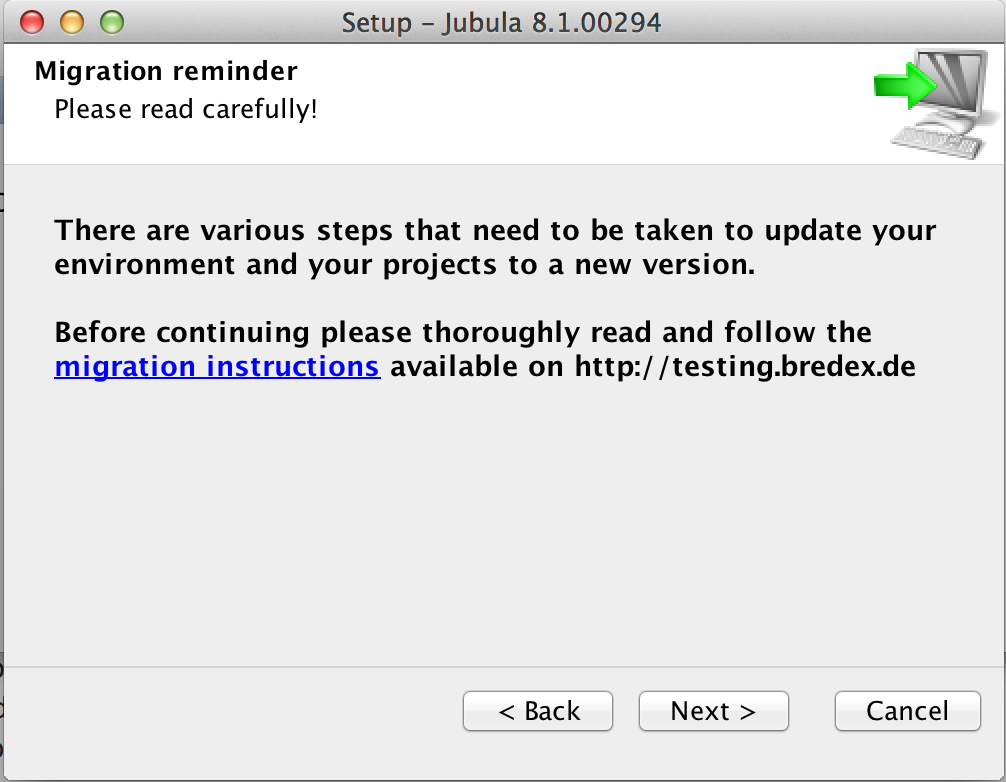 Setup – Jubula 8.1.00294
Migration reminder
Please read carefully!
There are various steps that need to be taken to update your
environment and your projects to a new version.
Before continuing please thoroughly read and follow the
migration instructions available on http://testing.bredex.de
< Back
Next >
Cancel